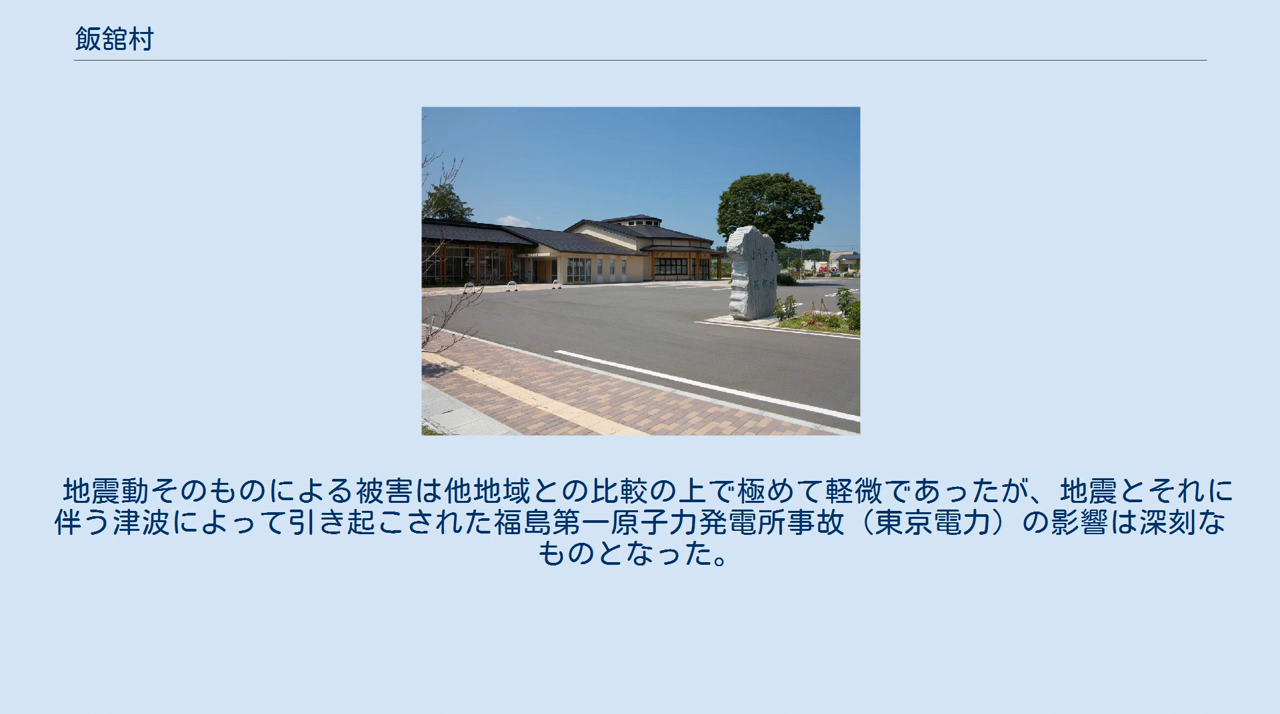 飯舘村
ようこそ
地震動そのものによる被害は他地域との比較の上で極めて軽微であったが、地震とそれに
伴う津波によって引き起こされた福島第一原子力発電所事故（東京電力）の影響は深刻な
ものとなった。